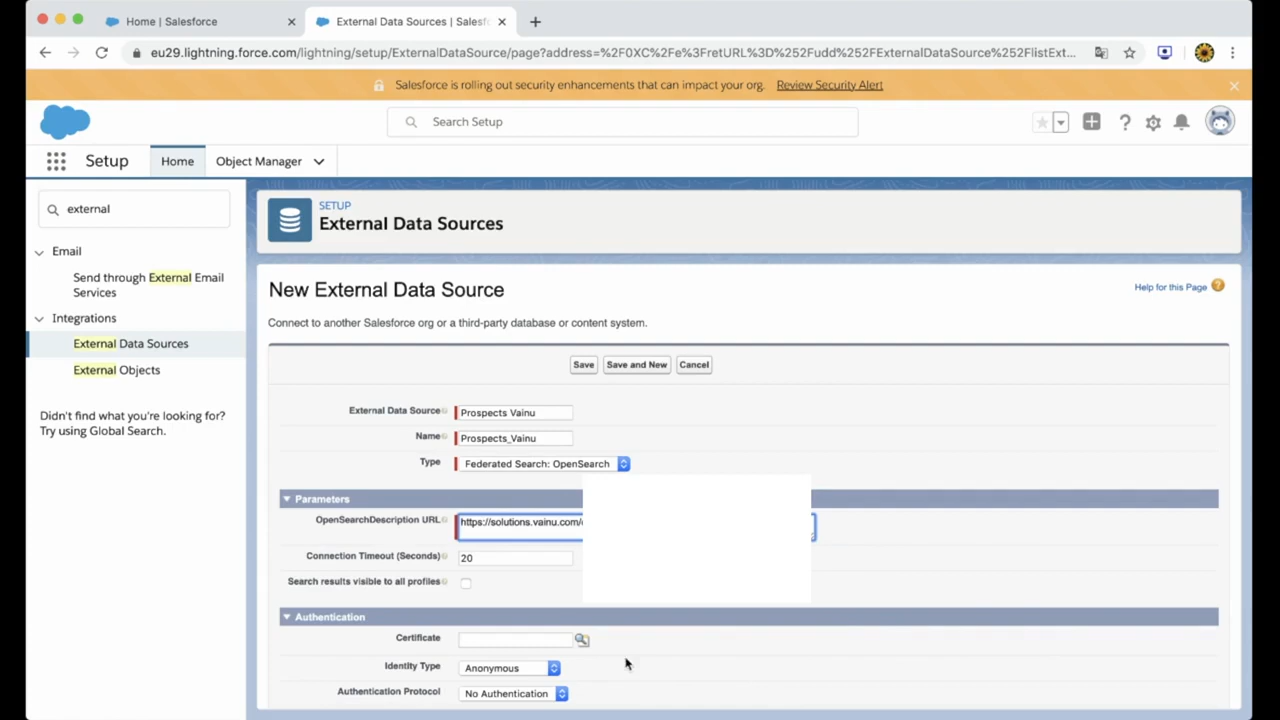 Home | Salesforce
External Data Sources | Salesf
eu29.lightning.force.com/lightning/setup/ExternalDataSource/page?address=%2F0XC%2Fe%3FretURL%3D%252Fudd%252FExternalDataSource%252FlistExt...
Salesforce is rolling out security enhancements that can impact your org. Review Security Alert
Search Setup
Setup
Home
Object Manager
external
Email
Send through External Email
Services
Integrations
External Data Sources
External Objects
Didn't find what you're looking for?
Try using Global Search.
SETUP
External Data Sources
New External Data Source
Help for this Page
Connect to another Salesforce org or a third-party database or content system.
Save Save and New Cancel
External Data Source Prospects Vainu
Name Prospects_Vainu
Type Federated Search: OpenSearch
Parameters
OpenSearchDescription URL https://solutions.vainu.com/
Connection Timeout (Seconds) 20
Search results visible to all profiles
Authentication
Certificate
Identity Type Anonymous
Authentication Protocol No Authentication